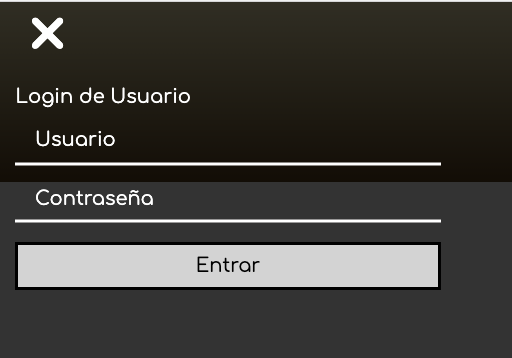 Login de Usuario
Usuario
Contraseña
Entrar